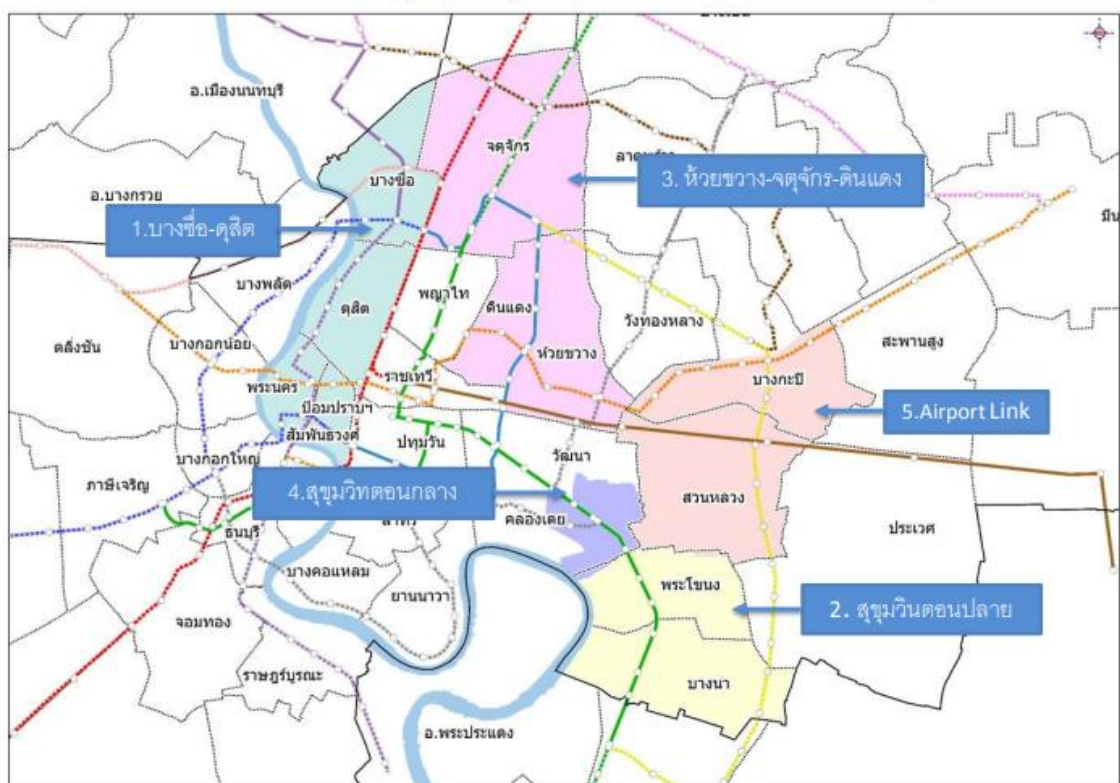 อ.เมืองนนทบุรี
จตุจักร
บางซื่อ
3. ห้วยขวาง-จตุจักร-ดินแดง
อ.บางกรวย
1.บางซื่อ-ดุสิต
บางพลัด
พญาไท
ดุสิต
ดินแดง
วังทองหลาง
ตลิ่งชัน
บางกอกน้อย
ห้วยขวาง
สะพานสูง
พระนคร
ราชเทวี
บางกะปิ
ป้อมปราบฯ
5.Airport Link
สัมพันธวงศ์
ปทุมวัน
วัฒนา
บางกอกใหญ่
ภาษีเจริญ
4.สุขุมวิทตอนกลาง
สวนหลวง
คลองเตย
ประเวศ
ธนบุรี
บางคอแหลม
พระโขนง
ยานนาวา
2. สุขุมวินตอนปลาย
จอมทอง
ราษฎร์บูรณะ
บางนา
อ.พระประแดง